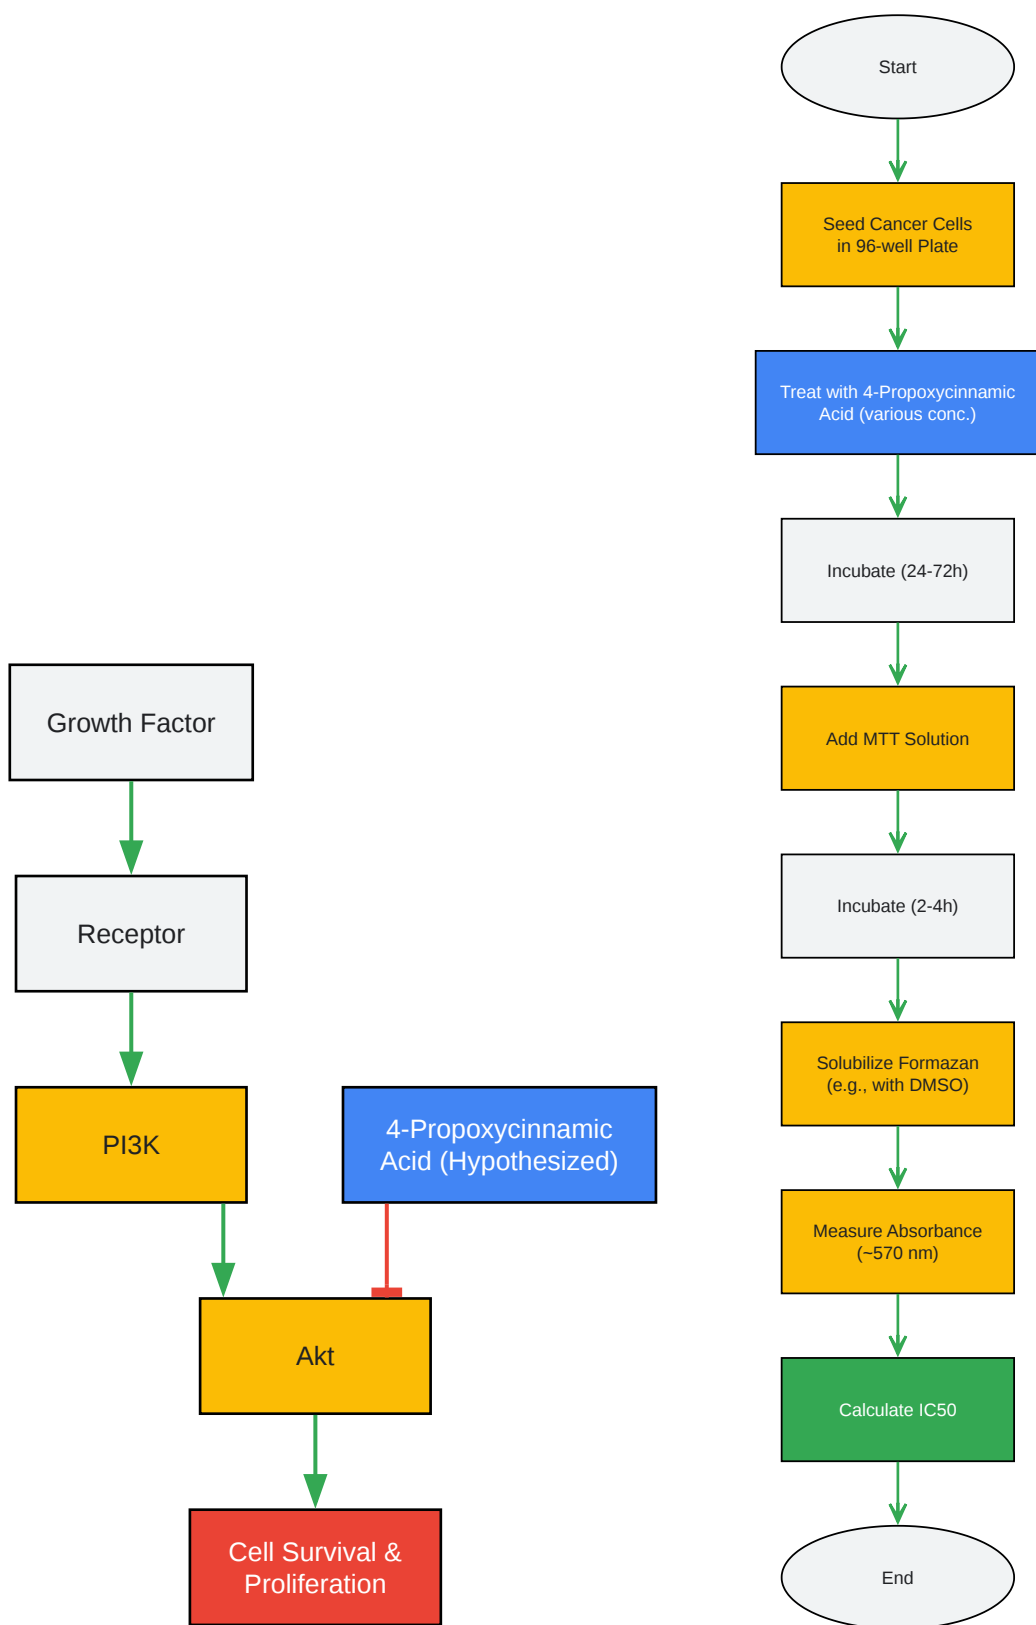 Growth Factor
Receptor
PI3K
4-Propoxycinnamic
Acid (Hypothesized)
Akt
Cell Survival &
Proliferation
Start
Seed Cancer Cells
in 96-well Plate
Treat with 4-Propoxycinnamic
Acid (various conc.)
Incubate (24-72h)
Add MTT Solution
Incubate (2-4h)
Solubilize Formazan
(e.g., with DMSO)
Measure Absorbance
(~570 nm)
Calculate IC50
End